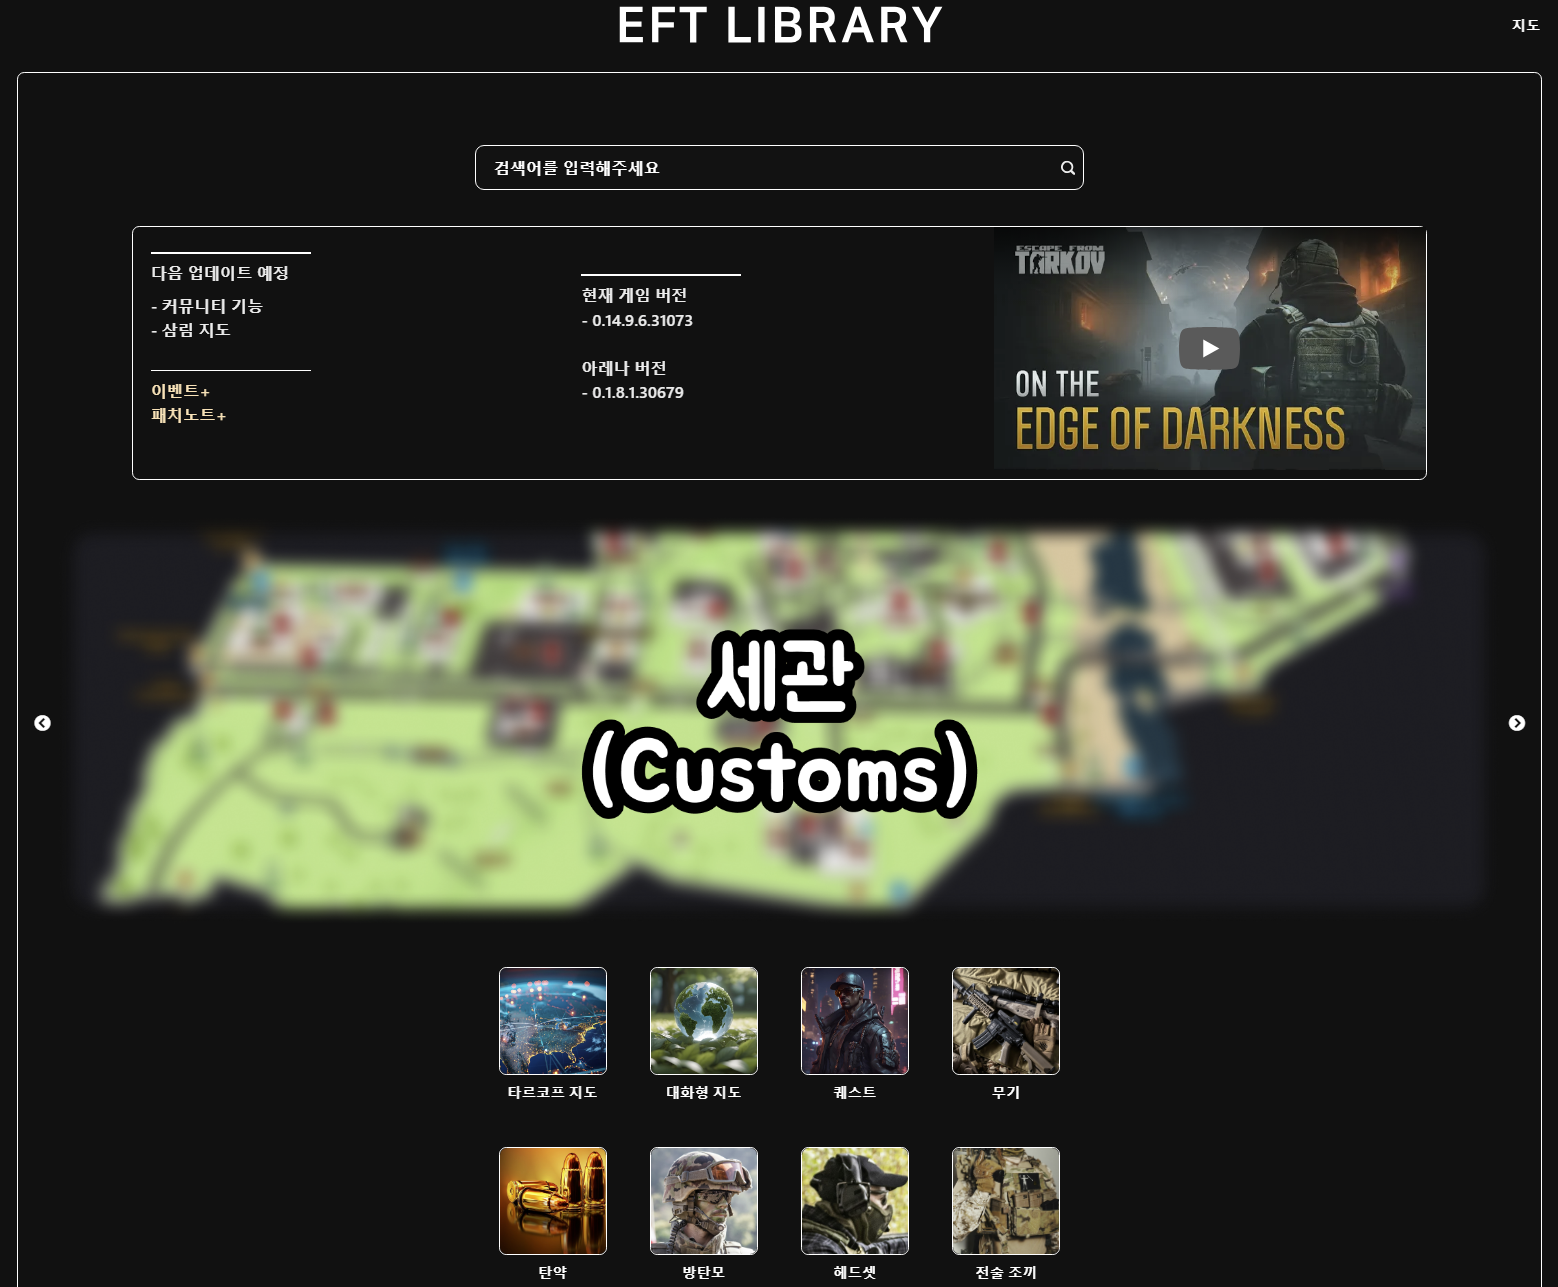 EFT LIBRARY
지도
검색어를 입력해주세요
다음 업데이트 예정
- 커뮤니티 기능
- 삼림 지도
이벤트+
패치노트+
현재 게임 버전
- 0.14.9.6.31073
아레나 버전
- 0.1.8.1.30679
ESCAPE FROM
TARKOV
ON THE
EDGE OF DARKNESS
세관
(Customs)
타르코프 지도
대화형 지도
퀘스트
무기
탄약
방탄모
헤드셋
전술 조끼